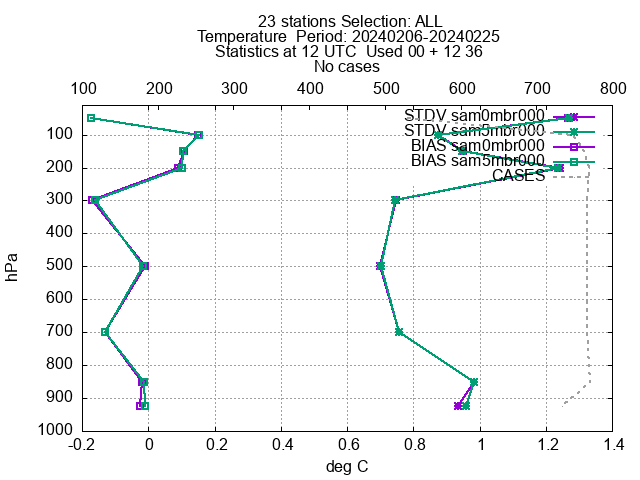 23 stations Selection: ALL
Temperature  Period: 20240206-20240225
Statistics at 12 UTC  Used 00 + 12 36
No cases
100 200 300 400 500 600 700 800
STDV sam0mbr000
STDV sam5mbr000
BIAS sam0mbr000
BIAS sam5mbr000
CASES
100
200
300
400
500
600
700
800
900
1000
hPa
-0.2 0 0.2 0.4 0.6 0.8 1 1.2 1.4
deg C